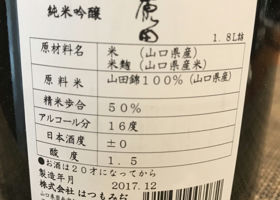 純米吟醸
原田
1.8L詰
原材料名 米 (山口県産)
米麹 (山口県産米)
原料米 山田錦100% (山口県産)
精米歩合 50%
アルコール分 16度
日本酒度 ±0
酸度 1.5
●お酒は20才になってから
製造年月 2017.12
株式会社 はつもみぢ